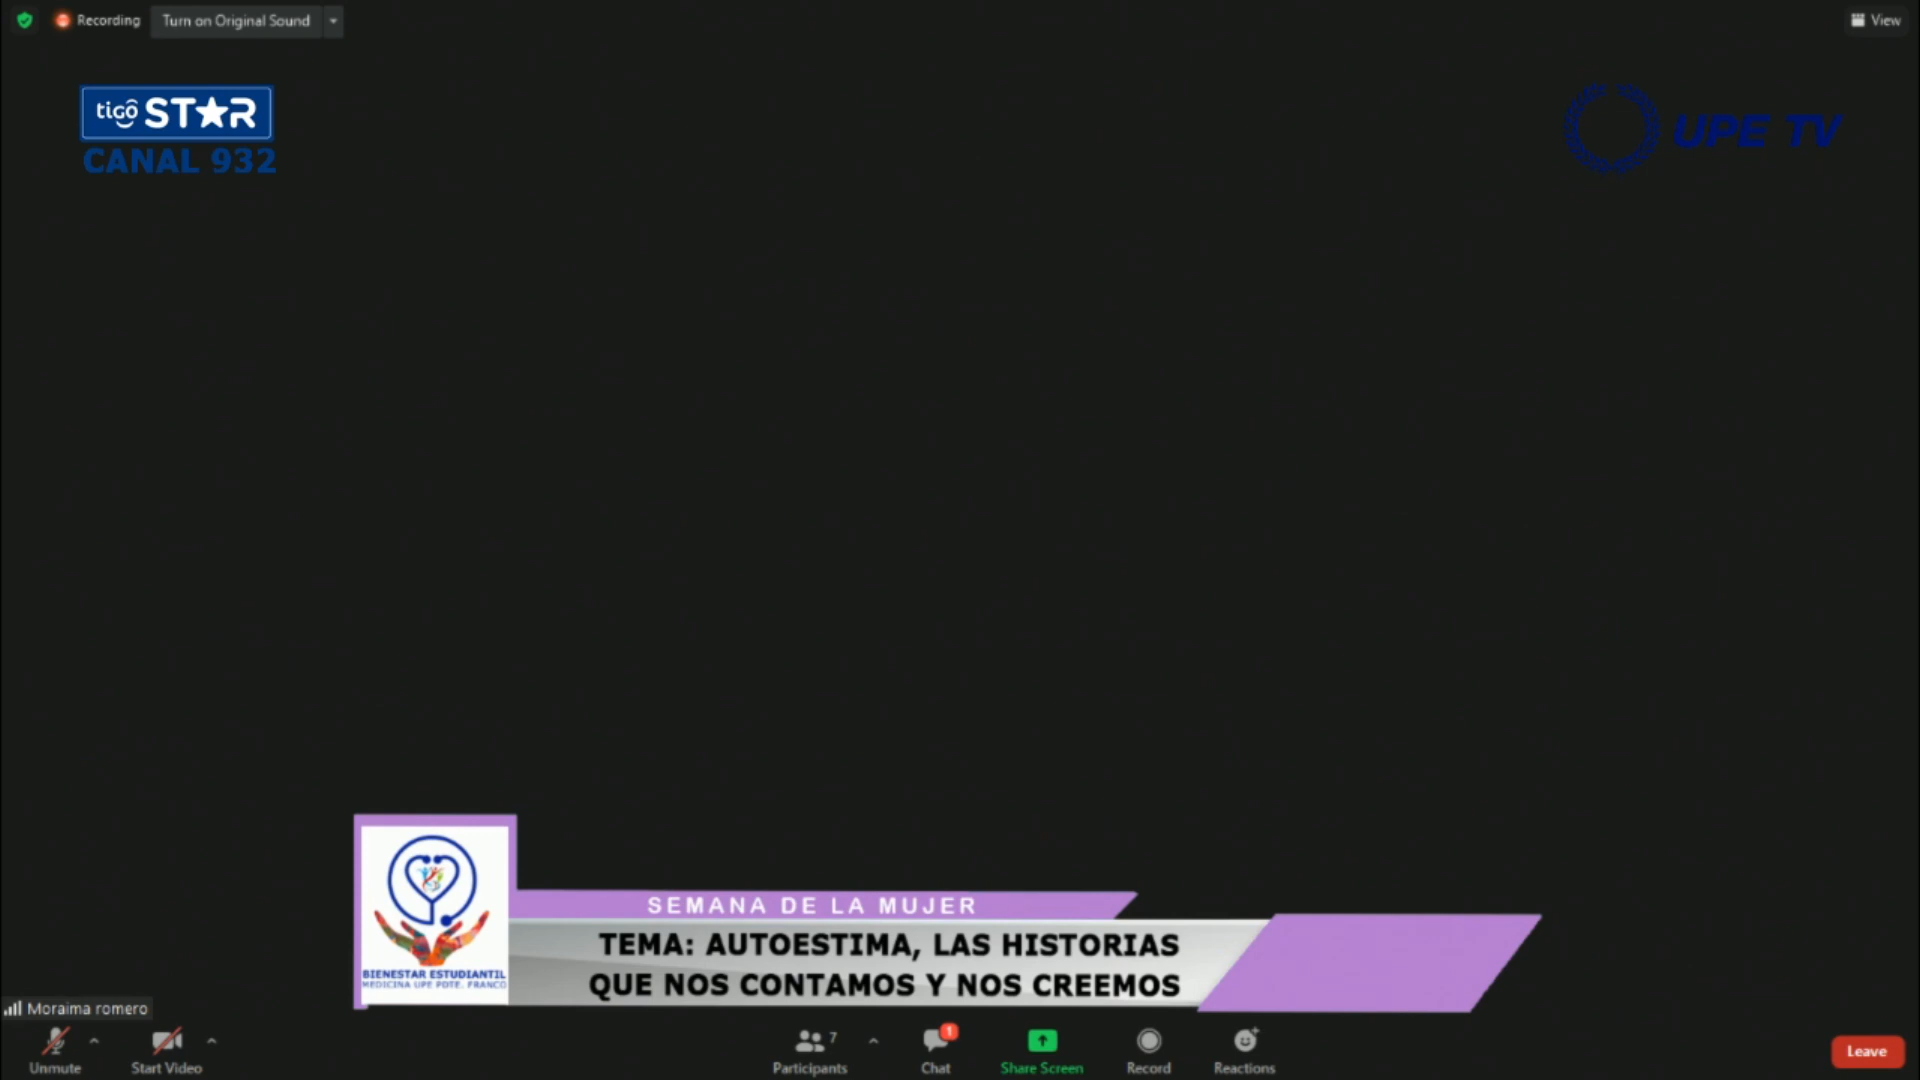 Recording
Turn on Original Sound
View
tigo STAR
CANAL 932
UPE TV
SEMANA DE LA MUJER
TEMA: AUTOESTIMA, LAS HISTORIAS
QUE NOS CONTAMOS Y NOS CREEMOS
BIENESTAR ESTUDIANTIL
MEDICINA UPE PDTE. FRANCO
Moraima romero
Unmute
Start Video
7
Participants
1
Chat
Share Screen
Record
Reactions
Leave